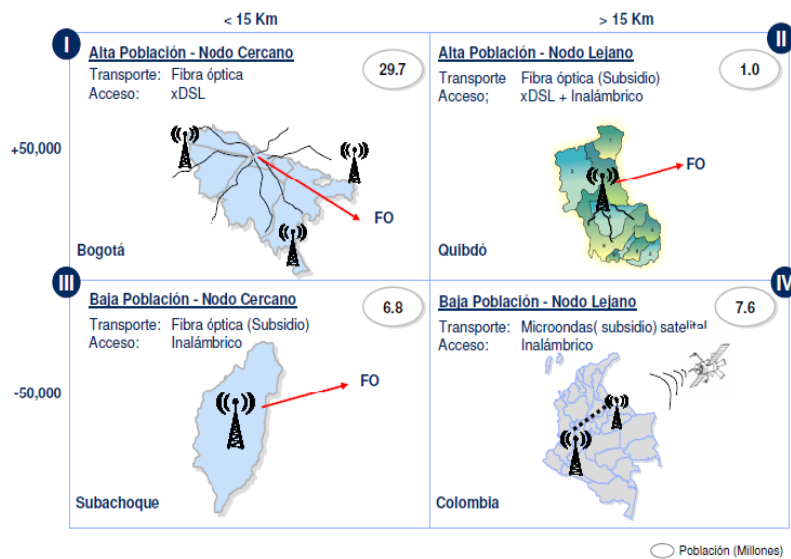 < 15 Km
> 15 Km
I
Alta Población - Nodo Cercano
Transporte: Fibra óptica
Acceso: xDSL
29.7
+50,000
FO
Bogotá
II
Alta Población - Nodo Lejano
Transporte Fibra óptica (Subsidio)
Acceso; xDSL + Inalámbrico
1.0
FO
Quibdó
III
Baja Población - Nodo Cercano
Transporte: Fibra óptica (Subsidio)
Acceso: Inalámbrico
6.8
-50,000
FO
Subachoque
IV
Baja Población - Nodo Lejano
Transporte: Microondas( subsidio) satelital
Acceso: Inalámbrico
7.6
Colombia
Población (Millones)